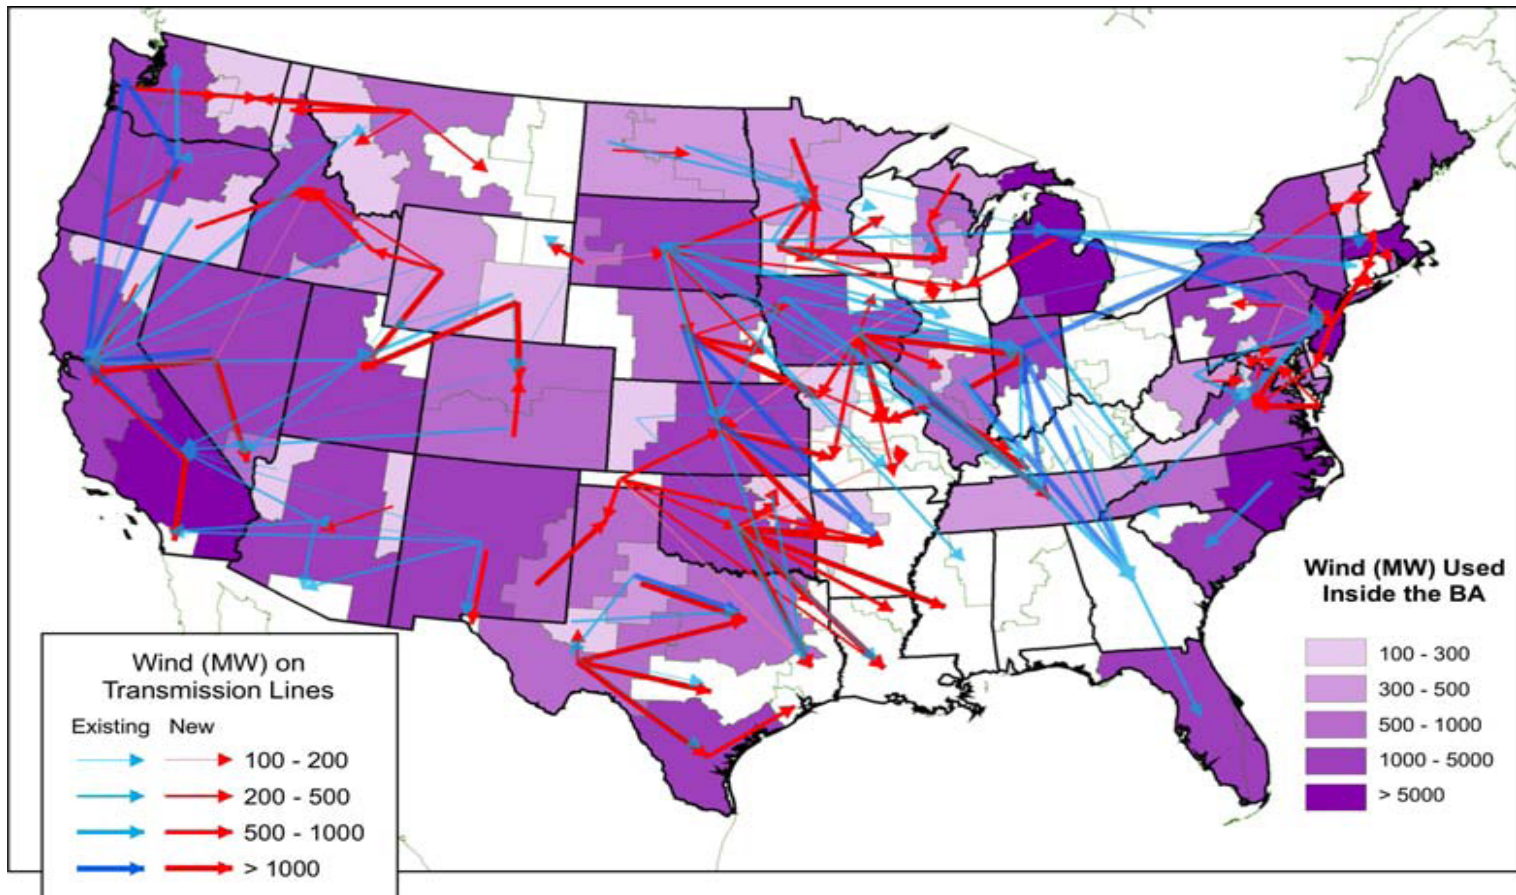 Wind (MW) Used
Inside the BA
100 - 300
300 - 500
500 - 1000
1000 - 5000
> 5000
Wind (MW) on
Transmission Lines
Existing New
100 - 200
200 - 500
500 - 1000
> 1000